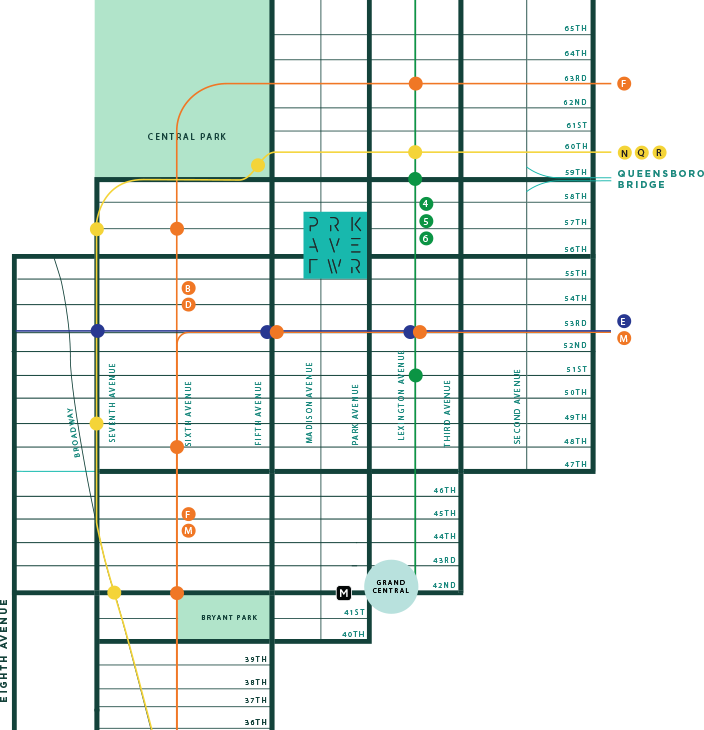 65TH
64TH
63RD
F
62ND
61ST
CENTRAL PARK
60TH
N Q R
59TH
QUEENSBORO
BRIDGE
58TH
4
5
6
57TH
PRK
AVE
TWR
56TH
55TH
B
D
54TH
53RD
E
M
52ND
51ST
50TH
49TH
48TH
47TH
BROADWAY
SEVENTH AVENUE
SIXTH AVENUE
FIFTH AVENUE
MADISON AVENUE
PARK AVENUE
LEXINGTON AVENUE
THIRD AVENUE
SECOND AVENUE
46TH
F
M
45TH
44TH
43RD
42ND
GRAND
CENTRAL
M
41ST
BRYANT PARK
40TH
39TH
38TH
37TH
36TH
EIGHTH AVENUE